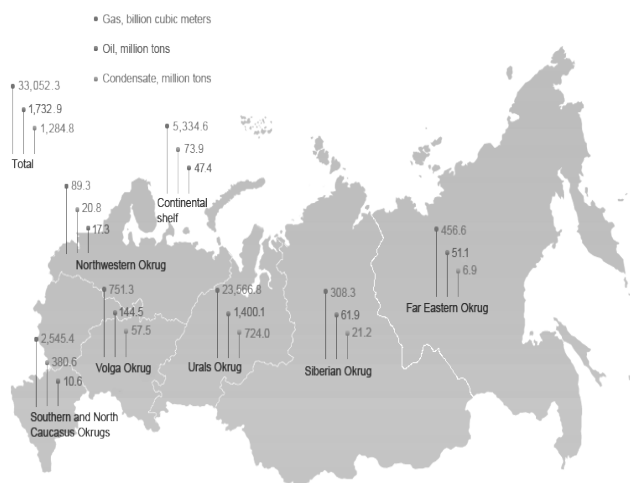 Gas, billion cubic meters
Oil, million tons
Condensate, million tons
33,052.3
1,732.9
1,284.8
Total
5,334.6
73.9
47.4
Continental
shelf
89.3
20.8
17.3
Northwestern Okrug
456.6
51.1
6.9
Far Eastern Okrug
751.3
144.5
57.5
Volga Okrug
23,566.8
1,400.1
724.0
Urals Okrug
308.3
61.9
21.2
Siberian Okrug
2,545.4
380.6
10.6
Southern and North
Caucasus Okrugs